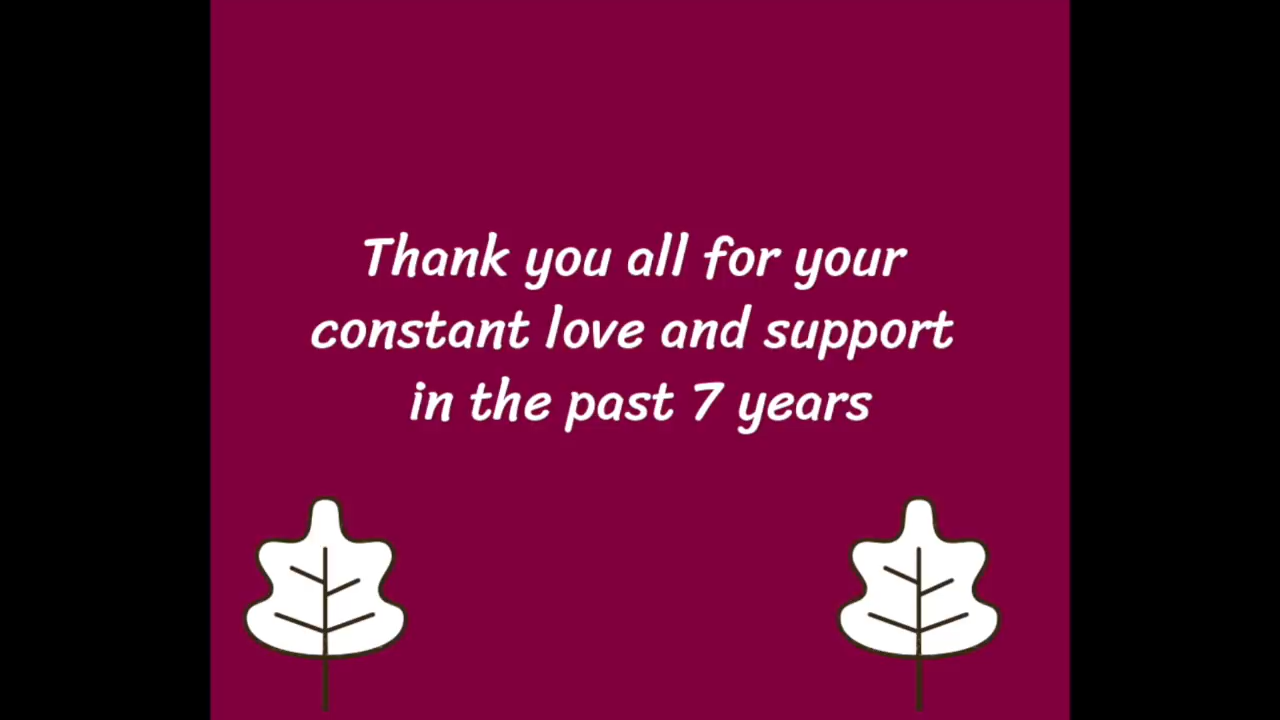 Thank you all for your
constant love and support
in the past 7 years